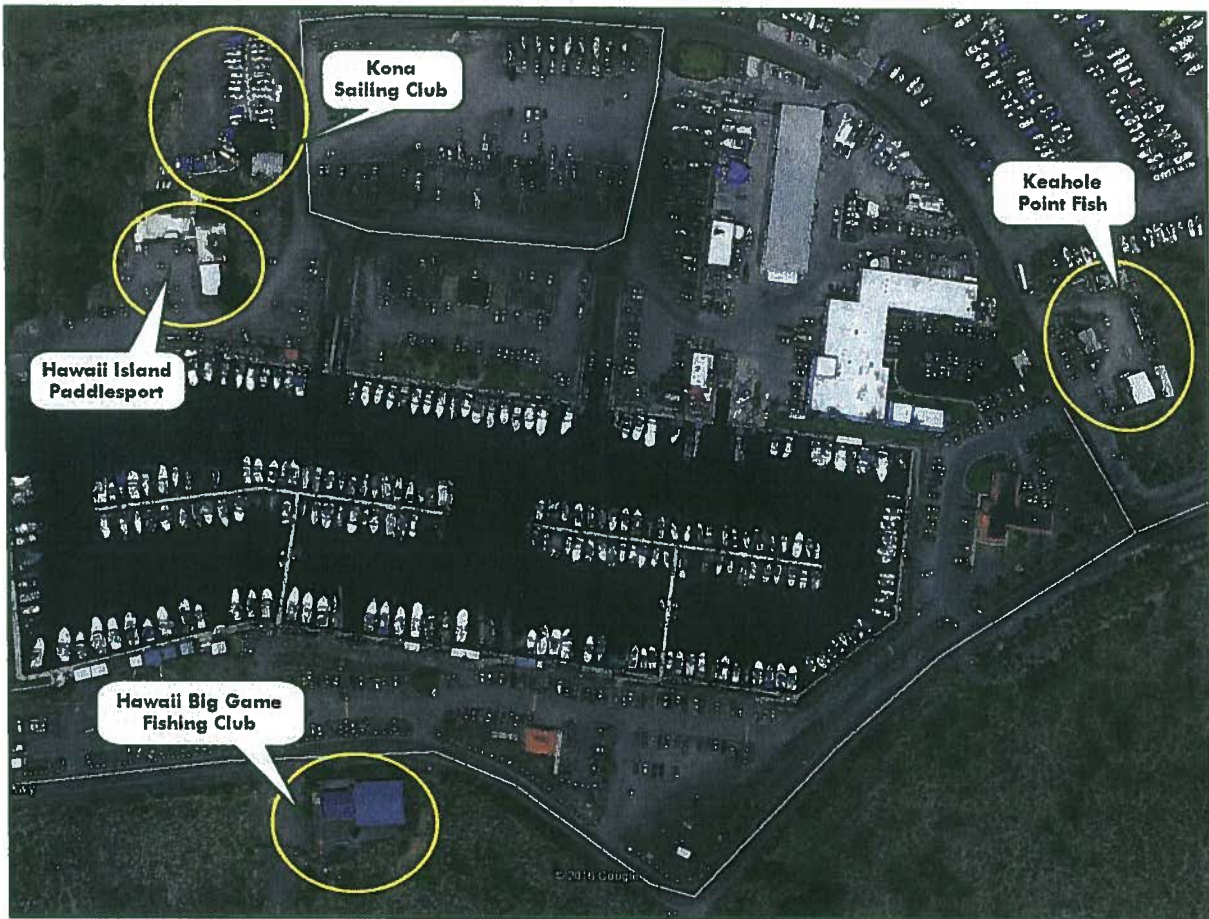 Kona
Sailing Club
Keahole
Point Fish
Hawaii Island
Paddlesport
Hawaii Big Game
Fishing Club
© 2016 Google